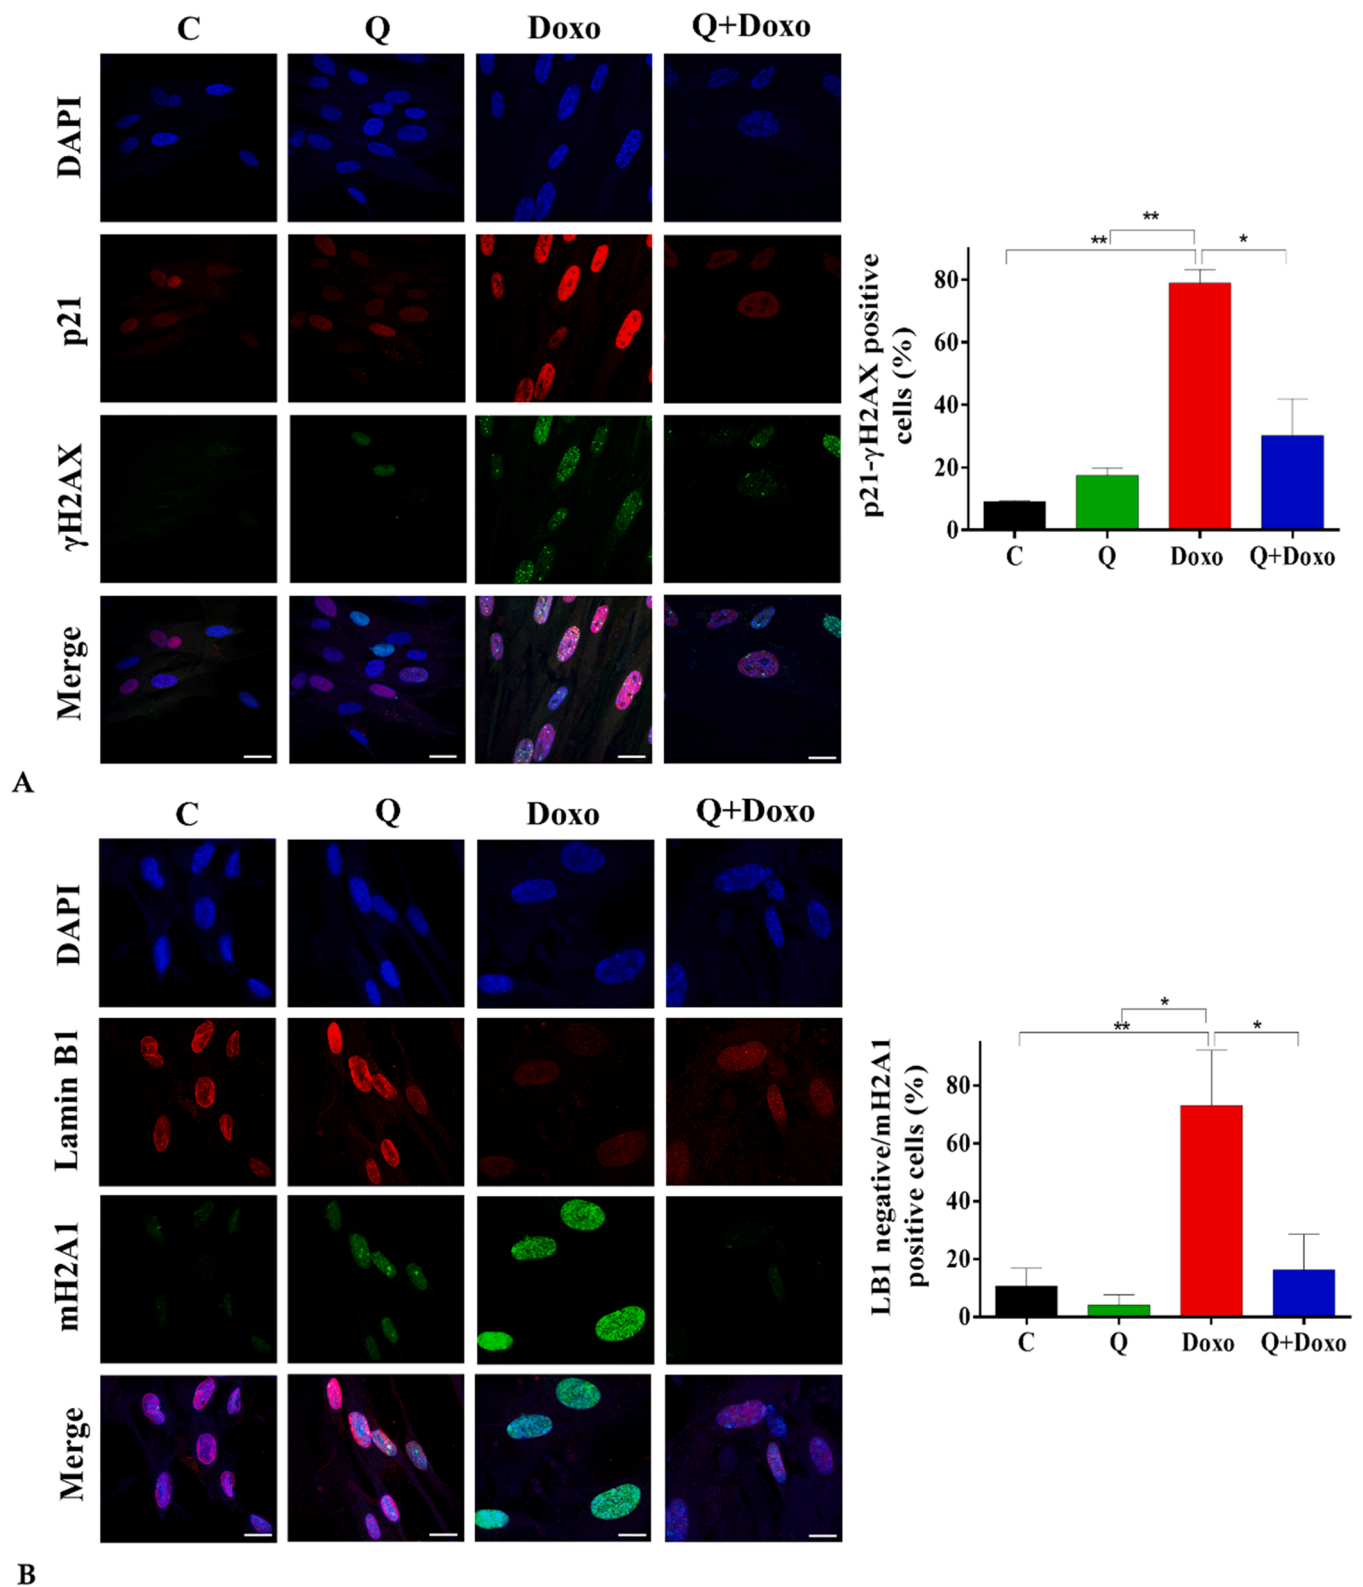 C Q Doxo Q+Doxo
DAPI
p21
γH2AX
Merge
p21-γH2AX positive
cells (%)
** ** *
80
60
40
20
0
C Q Doxo Q+Doxo
A
C Q Doxo Q+Doxo
DAPI
Lamin B1
mH2A1
Merge
LB1 negative/mH2A1
positive cells (%)
* ** *
80
60
40
20
0
C Q Doxo Q+Doxo
B